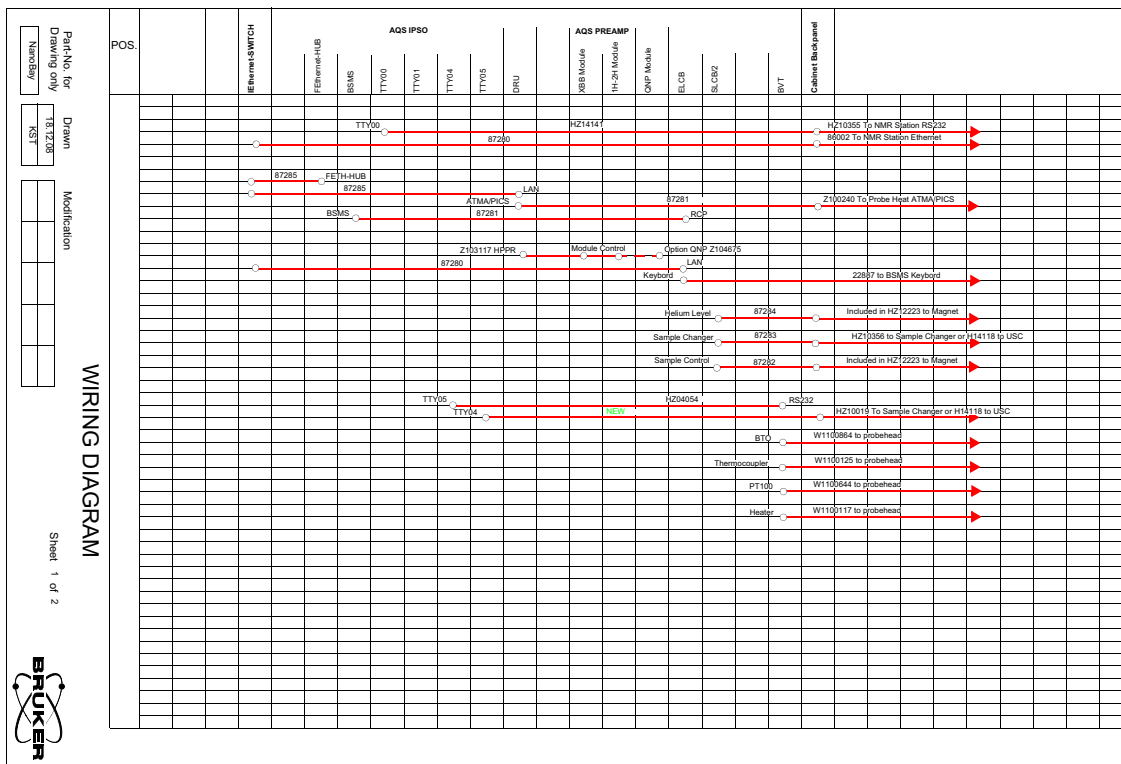 Part-No. for
Drawing only
NanoBay
Drawn
18.12.08
KST
Modification
WIRING DIAGRAM
Sheet 1 of 2
BRUKER
POS.
IEthernet-SWITCH
AQS IPSO
FEthernet-HUB
BSMS
TTY00
TTY01
TTY04
TTY05
DRU
AQS PREAMP
XBB Module
1H-2H Module
QNP Module
ELCB
SLCB/2
BVT
Cabinet Backpanel
TTY00 HZ14141 HZ10355 To NMR Station RS232
87280 86002 To NMR Station Ethernet
87285 FETH-HUB
87285 LAN
ATMA/PICS 87281 Z100240 To Probe Heat ATMA/PICS
BSMS 87281 RCP
Z103117 HPPR Module Control Option QNP Z104675
87280 LAN
Keybord 22887 to BSMS Keybord
Helium Level 87284 Included in HZ12223 to Magnet
Sample Changer 87283 HZ10356 to Sample Changer or H14118 to USC
Sample Control 87282 Included in HZ12223 to Magnet
TTY05 HZ04054 RS232
TTY04 NEW HZ10019 To Sample Changer or H14118 to USC
BTO W1100864 to probehead
Thermocoupler W1100125 to probehead
PT100 W1100644 to probehead
Heater W1100117 to probehead